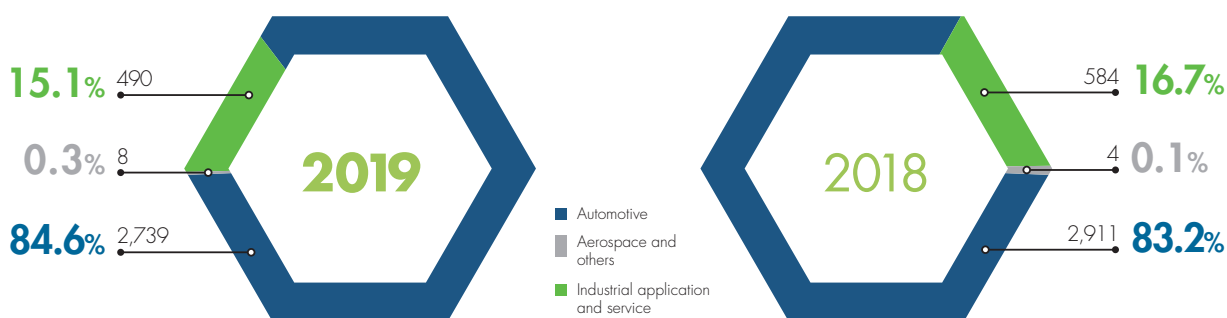 15.1% 490
0.3% 8
84.6% 2,739
2019
Automotive
Aerospace and
others
Industrial application
and service
2018
584 16.7%
4 0.1%
2,911 83.2%